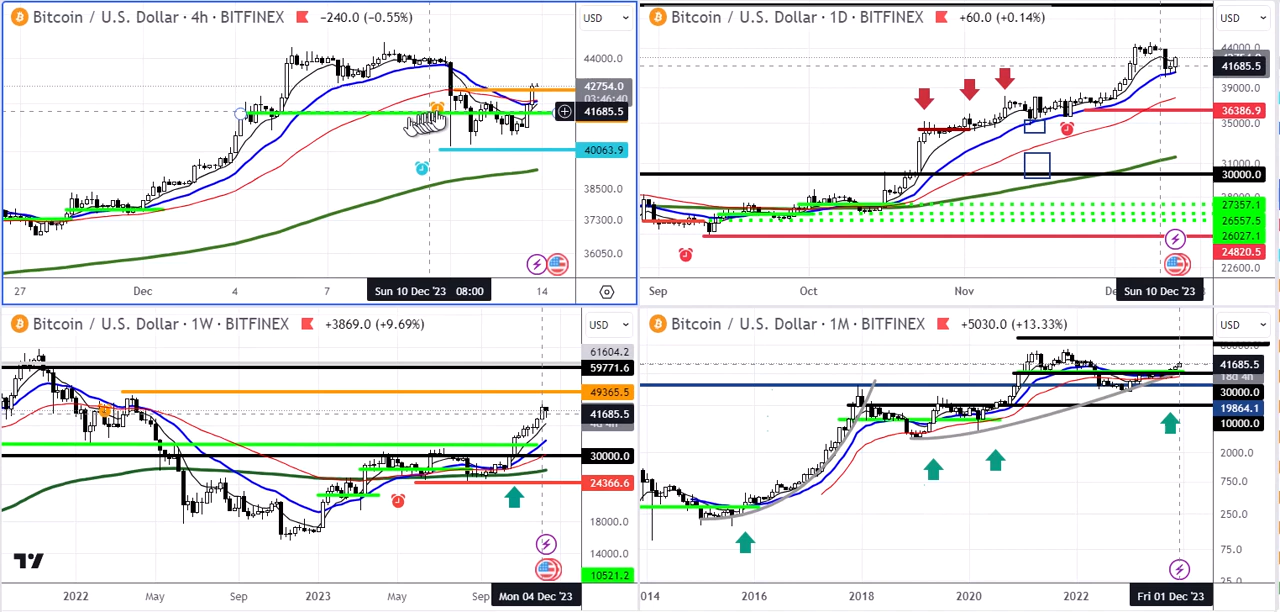 Bitcoin / U.S. Dollar · 4h · BITFINEX −240.0 (−0.55%)
USD
44000.0
42754.0
03:46:40
41685.5
40063.9
38500.0
37300.0
36050.0
27 Dec 4 7 Sun 10 Dec '23 08:00 14
Bitcoin / U.S. Dollar · 1D · BITFINEX +60.0 (+0.14%)
USD
44000.0
41685.5
36386.9
35000.0
31000.0
30000.0
27357.1
26557.5
26027.1
24820.5
22600.0
Sep Oct Nov Sun 10 Dec '23
Bitcoin / U.S. Dollar · 1W · BITFINEX +3869.0 (+9.69%)
USD
61604.2
59771.6
49365.5
41685.5
30000.0
24366.6
18000.0
14000.0
10521.2
2022 May Sep 2023 May Sep Mon 04 Dec '23
Bitcoin / U.S. Dollar · 1M · BITFINEX +5030.0 (+13.33%)
USD
41685.5
18d 4h
30000.0
19864.1
10000.0
2000.0
750.0
250.0
75.0
25.0
014 2016 2018 2020 2022 Fri 01 Dec '23